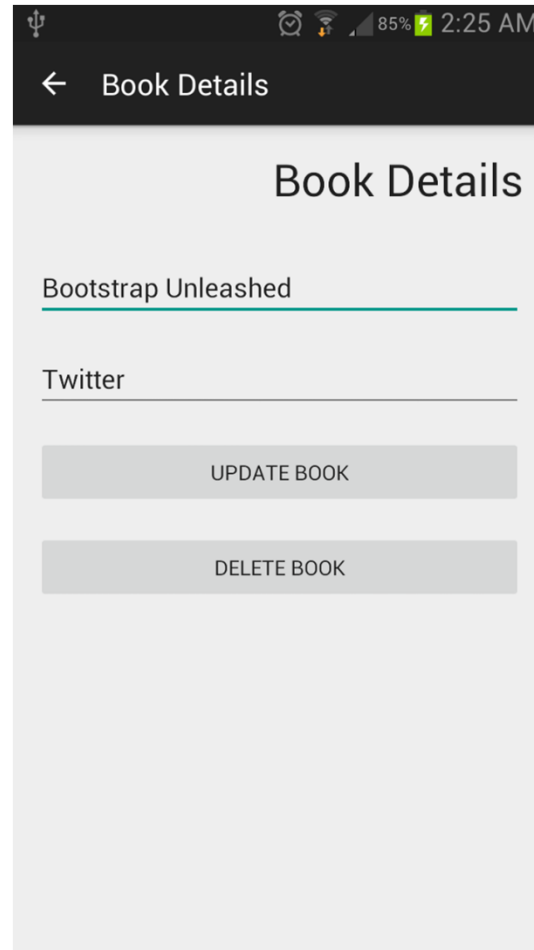 85% 2:25 AM
Book Details
Book Details
Bootstrap Unleashed
Twitter
UPDATE BOOK
DELETE BOOK